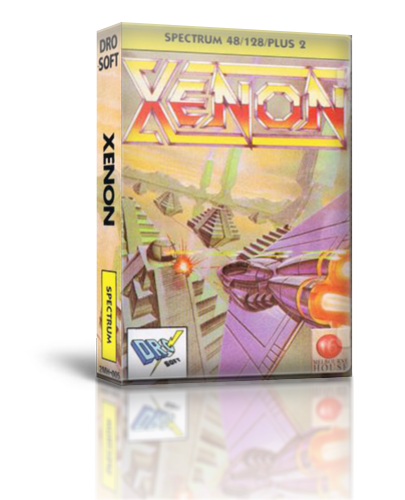 DRO
SOFT
XENON
SPECTRUM
SPECTRUM 48/128/PLUS 2
XENON
DRO
SOFT
MELBOURNE
HOUSE